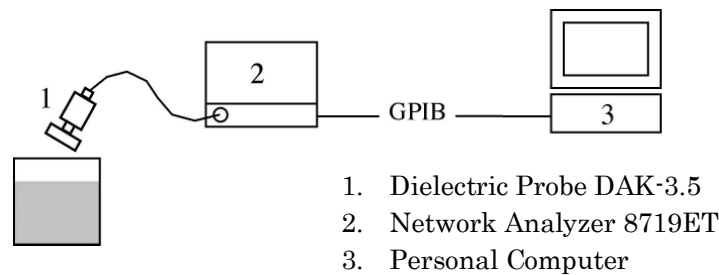 2
1
GPIB
3
1. Dielectric Probe DAK-3.5
2. Network Analyzer 8719ET
3. Personal Computer